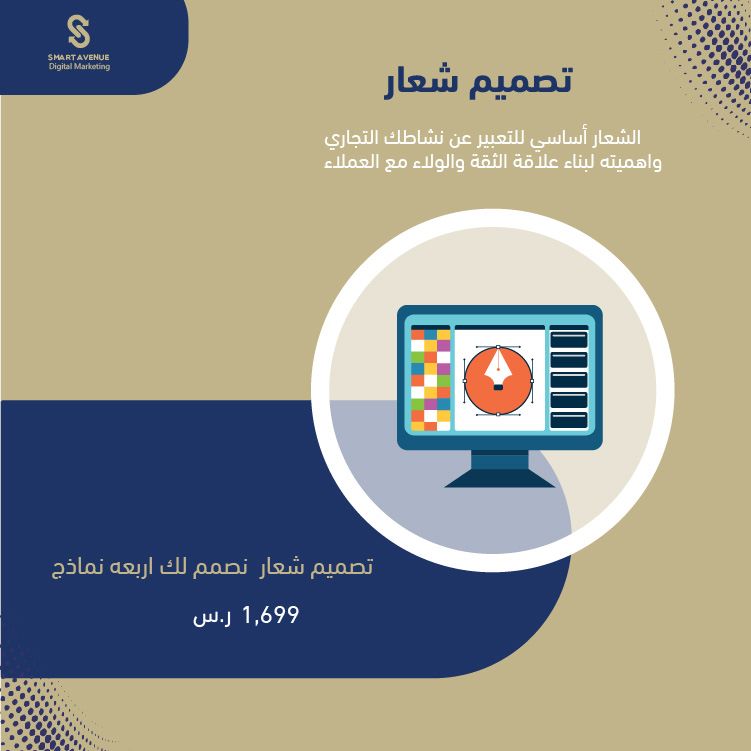 SMART AVENUE
Digital Marketing
تصميم شعار
الشعار أساسي للتعبير عن نشاطك التجاري
واهميته لبناء علاقة الثقة والولاء مع العملاء
تصميم شعار نصمم لك اربعه نماذج
1,699 ر.س